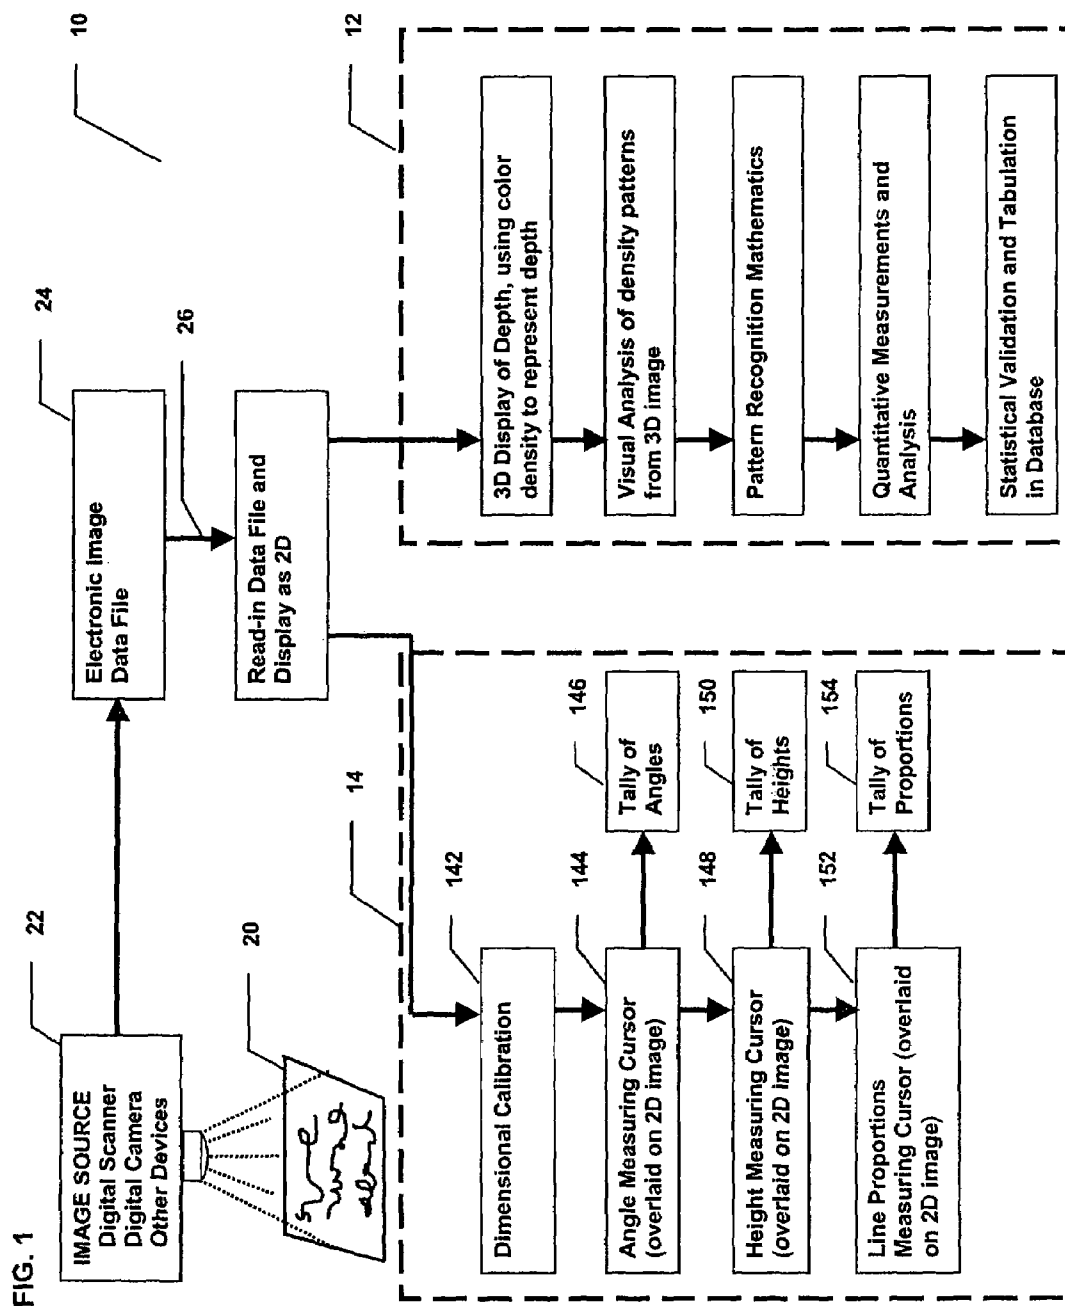 FIG. 1
10
22
IMAGE SOURCE
Digital Scanner
Digital Camera
Other Devices
24
Electronic Image
Data File
26
20
Read-in Data File and
Display as 2D
14
12
142
Dimensional Calibration
144
Angle Measuring Cursor
(overlaid on 2D image)
146
Tally of
Angles
148
Height Measuring Cursor
(overlaid on 2D image)
150
Tally of
Heights
152
Line Proportions
Measuring Cursor (overlaid
on 2D image)
154
Tally of
Proportions
3D Display of Depth, using color
density to represent depth
Visual Analysis of density patterns
from 3D image
Pattern Recognition Mathematics
Quantitative Measurements and
Analysis
Statistical Validation and Tabulation
in Database